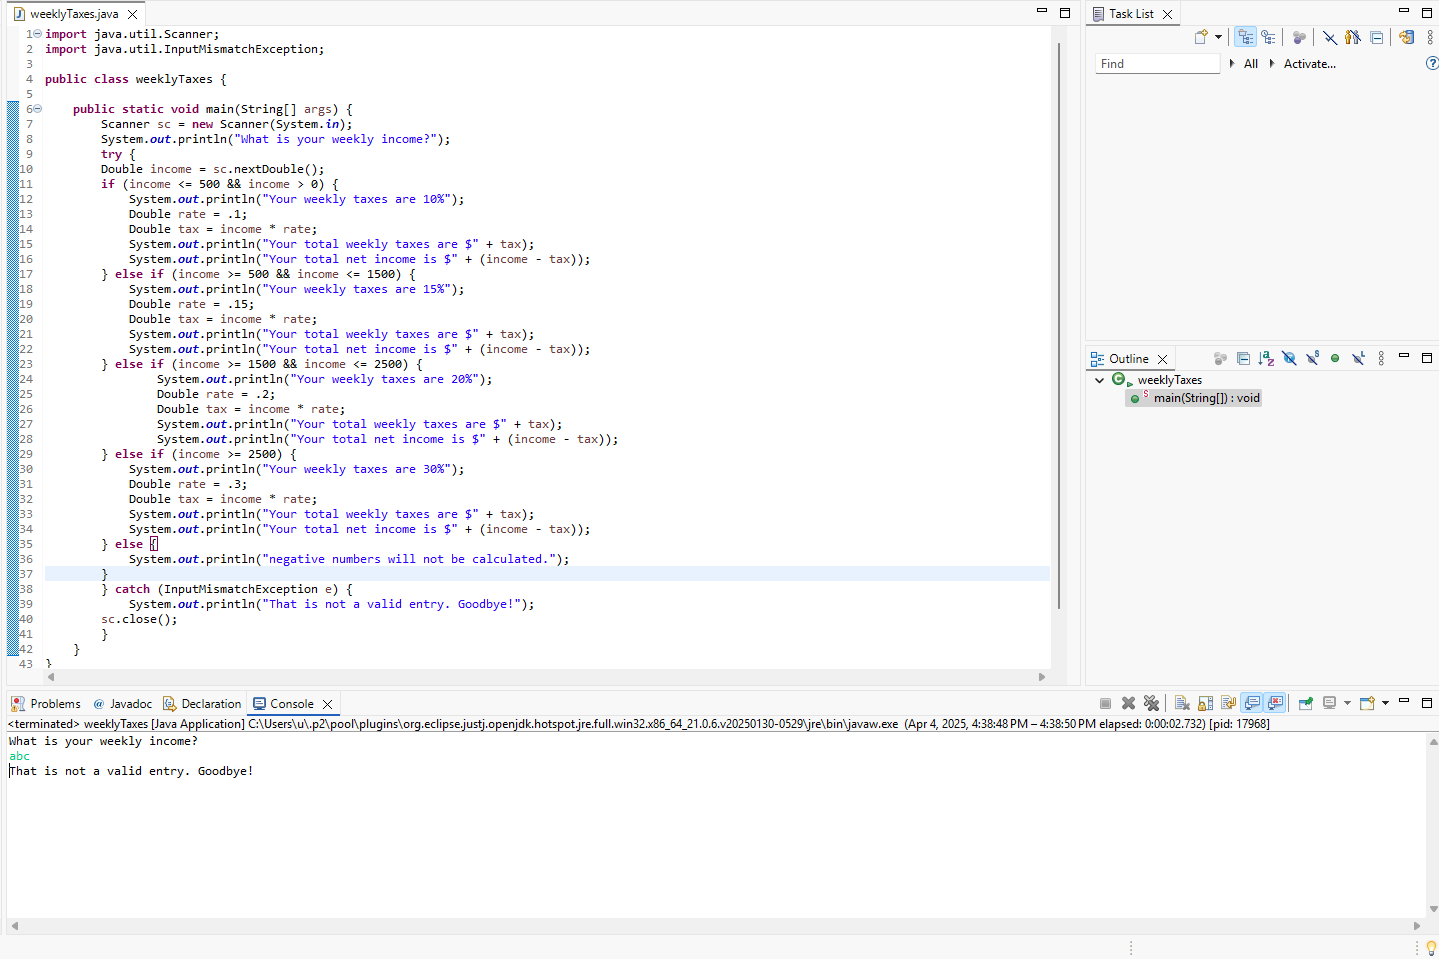 weeklyTaxes.java
1 import java.util.Scanner;
2 import java.util.InputMismatchException;
3
4 public class weeklyTaxes {
5
6     public static void main(String[] args) {
7         Scanner sc = new Scanner(System.in);
8         System.out.println("What is your weekly income?");
9         try {
10         Double income = sc.nextDouble();
11         if (income <= 500 && income > 0) {
12             System.out.println("Your weekly taxes are 10%");
13             Double rate = .1;
14             Double tax = income * rate;
15             System.out.println("Your total weekly taxes are $" + tax);
16             System.out.println("Your total net income is $" + (income - tax));
17         } else if (income >= 500 && income <= 1500) {
18             System.out.println("Your weekly taxes are 15%");
19             Double rate = .15;
20             Double tax = income * rate;
21             System.out.println("Your total weekly taxes are $" + tax);
22             System.out.println("Your total net income is $" + (income - tax));
23         } else if (income >= 1500 && income <= 2500) {
24                 System.out.println("Your weekly taxes are 20%");
25                 Double rate = .2;
26                 Double tax = income * rate;
27                 System.out.println("Your total weekly taxes are $" + tax);
28                 System.out.println("Your total net income is $" + (income - tax));
29         } else if (income >= 2500) {
30             System.out.println("Your weekly taxes are 30%");
31             Double rate = .3;
32             Double tax = income * rate;
33             System.out.println("Your total weekly taxes are $" + tax);
34             System.out.println("Your total net income is $" + (income - tax));
35         } else {
36             System.out.println("negative numbers will not be calculated.");
37         }
38         } catch (InputMismatchException e) {
39             System.out.println("That is not a valid entry. Goodbye!");
40         sc.close();
41         }
42     }
43 }
Task List
Find All Activate...
Outline
weeklyTaxes
main(String[]) : void
Problems Javadoc Declaration Console
<terminated> weeklyTaxes [Java Application] C:\Users\u\.p2\pool\plugins\org.eclipse.justj.openjdk.hotspot.jre.full.win32.x86_64_21.0.6.v20250130-0529\jre\bin\javaw.exe (Apr 4, 2025, 4:38:48 PM – 4:38:50 PM elapsed: 0:00:02.732) [pid: 17968]
What is your weekly income?
abc
That is not a valid entry. Goodbye!